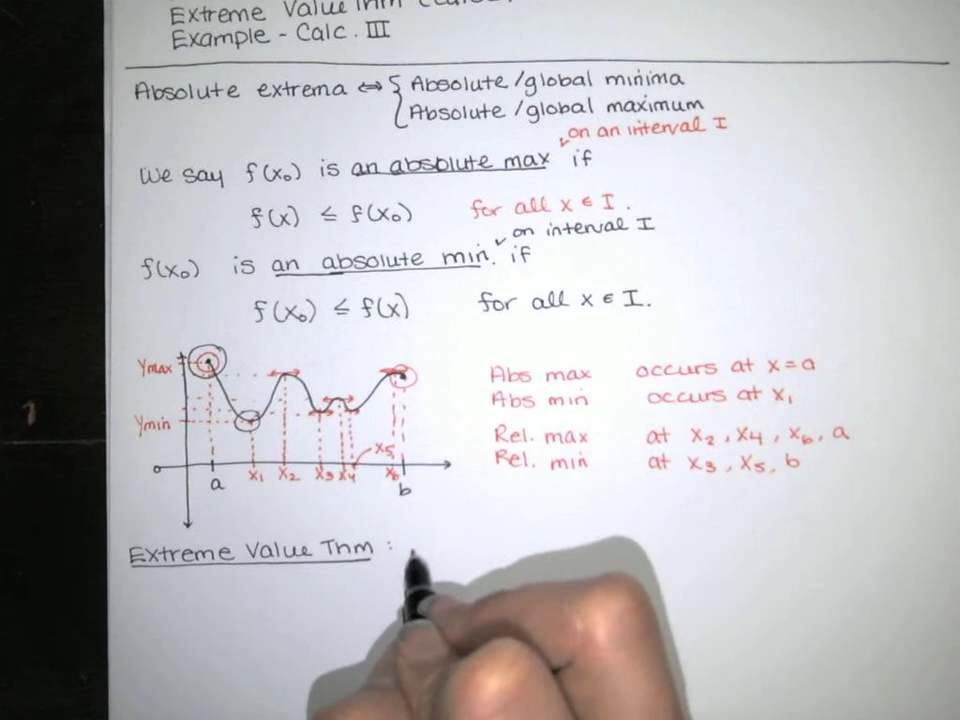 Extreme Value Thm
Example - Calc. III
Absolute extrema ⇔ { Absolute/global minima
Absolute/global maximum
on an interval I
We say f(x₀) is an absolute max if
f(x) ≤ f(x₀) for all x ∈ I.
on interval I
f(x₀) is an absolute min. if
f(x₀) ≤ f(x) for all x ∈ I.
Ymax
Ymin
Abs max occurs at x=a
Abs min occurs at x₁
Rel. max at x₂, x₄, x₆, a
Rel. min at x₃, x₅, b
x₅
a x₁ x₂ x₃ x₄ x₆ b
Extreme Value Thm :